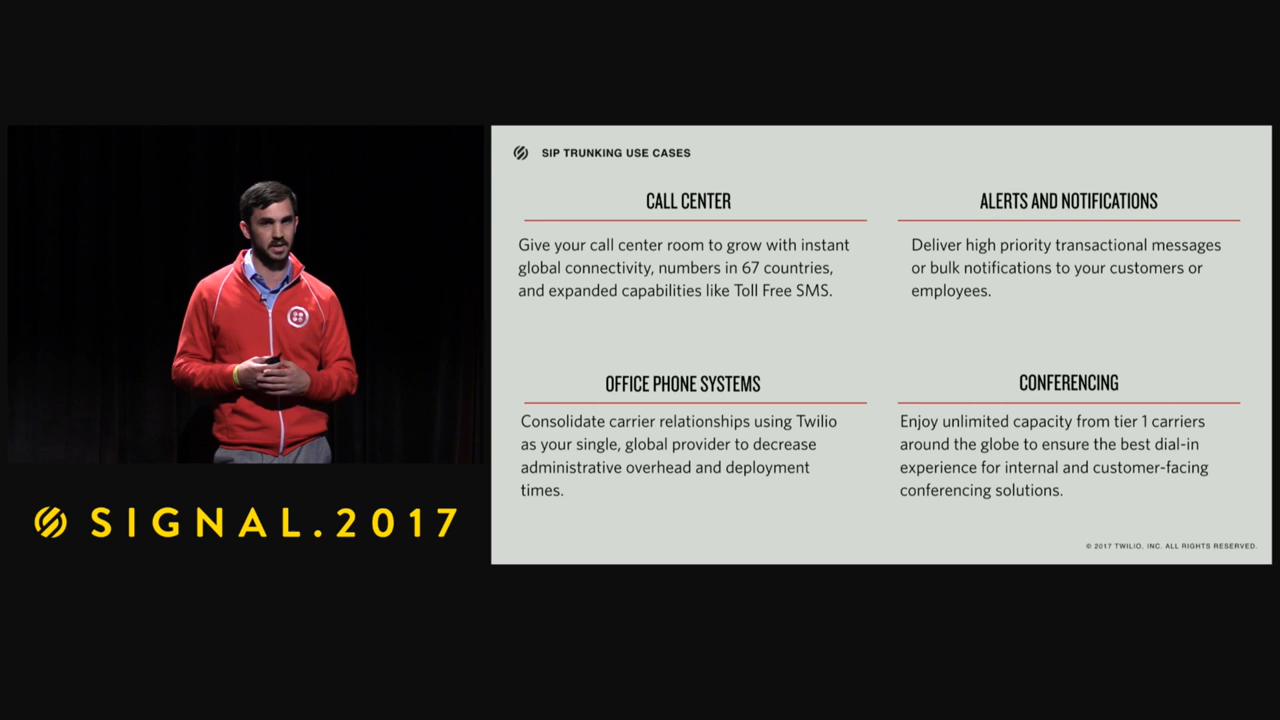 SIP TRUNKING USE CASES
CALL CENTER
Give your call center room to grow with instant
global connectivity, numbers in 67 countries,
and expanded capabilities like Toll Free SMS.
ALERTS AND NOTIFICATIONS
Deliver high priority transactional messages
or bulk notifications to your customers or
employees.
OFFICE PHONE SYSTEMS
Consolidate carrier relationships using Twilio
as your single, global provider to decrease
administrative overhead and deployment
times.
CONFERENCING
Enjoy unlimited capacity from tier 1 carriers
around the globe to ensure the best dial-in
experience for internal and customer-facing
conferencing solutions.
© 2017 TWILIO, INC. ALL RIGHTS RESERVED.
SIGNAL.2017